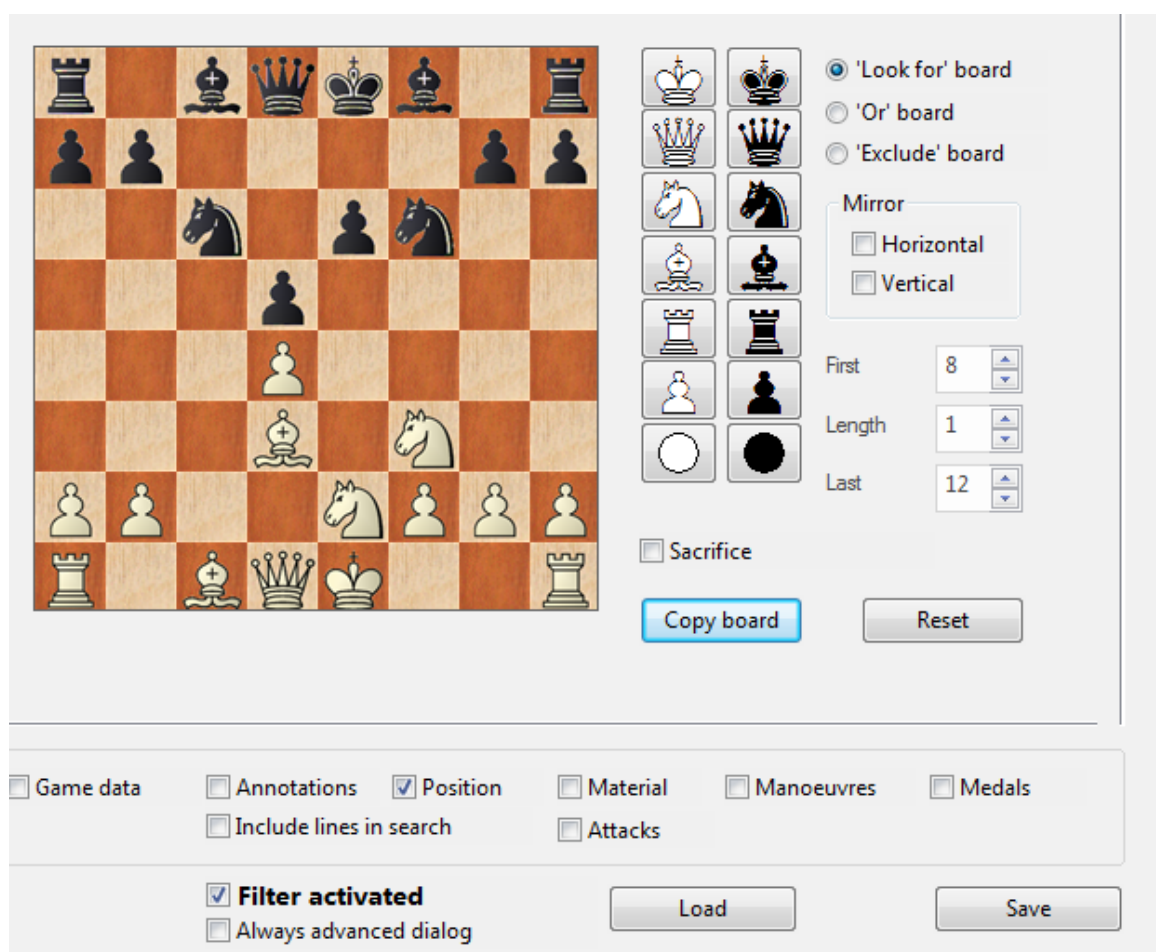 'Look for' board
'Or' board
'Exclude' board
Mirror
Horizontal
Vertical
First 8
Length 1
Last 12
Sacrifice
Copy board Reset
Game data Annotations Position Material Manoeuvres Medals
Include lines in search Attacks
Filter activated Load Save
Always advanced dialog